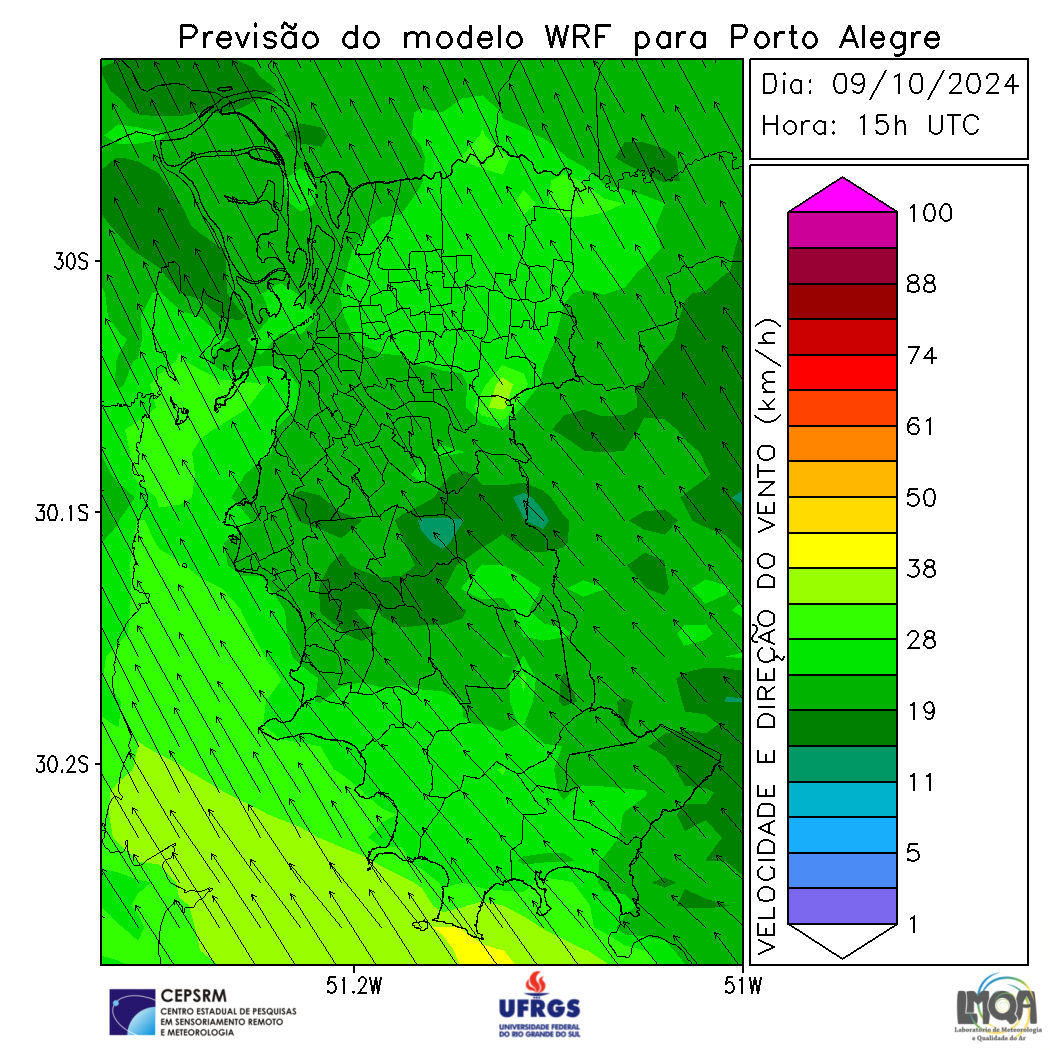 Previsão do modelo WRF para Porto Alegre
Dia: 09/10/2024
Hora: 15h UTC
30S
30.1S
30.2S
51.2W
51W
VELOCIDADE E DIREÇÃO DO VENTO (km/h)
100
88
74
61
50
38
28
19
11
5
1
CEPSRM
CENTRO ESTADUAL DE PESQUISAS
EM SENSORIAMENTO REMOTO
E METEOROLOGIA
UFRGS
UNIVERSIDADE FEDERAL
DO RIO GRANDE DO SUL
LMQA
Laboratório de Meteorologia
e Qualidade do Ar